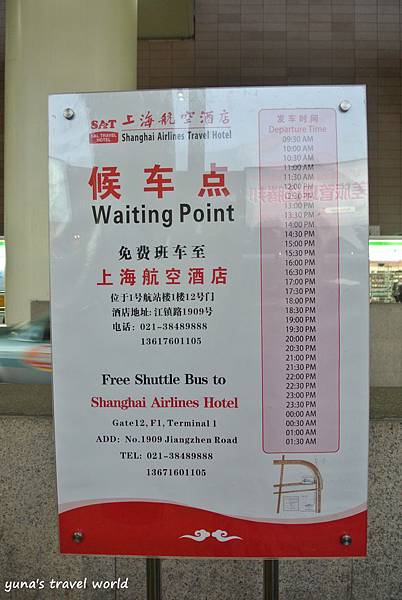 SAT 上海航空酒店
SAL TRAVEL
HOTEL
Shanghai Airlines Travel Hotel
候车点
Waiting Point
免费班车至
上海航空酒店
位于1号航站楼1楼12号门
酒店地址: 江镇路1909号
电话: 021-38489888
13617601105
Free Shuttle Bus to
Shanghai Airlines Hotel
Gate12, F1, Terminal 1
ADD: No.1909 Jiangzhen Road
TEL: 021-38489888
13671601105
发车时间
Departure Time
09:30 AM
10:00 AM
10:30 AM
11:00 AM
11:30 AM
12:00 PM
12:30 PM
13:00 PM
13:30 PM
14:00 PM
14:30 PM
15:00 PM
15:30 PM
16:00 PM
16:30 PM
17:00 PM
17:30 PM
18:00 PM
18:30 PM
19:00 PM
19:30 PM
20:00 PM
20:30 PM
21:00 PM
21:30 PM
22:00 PM
22:30 PM
23:00 PM
23:30 PM
00:00 AM
00:30 AM
01:00 AM
01:30 AM
yuna's travel world